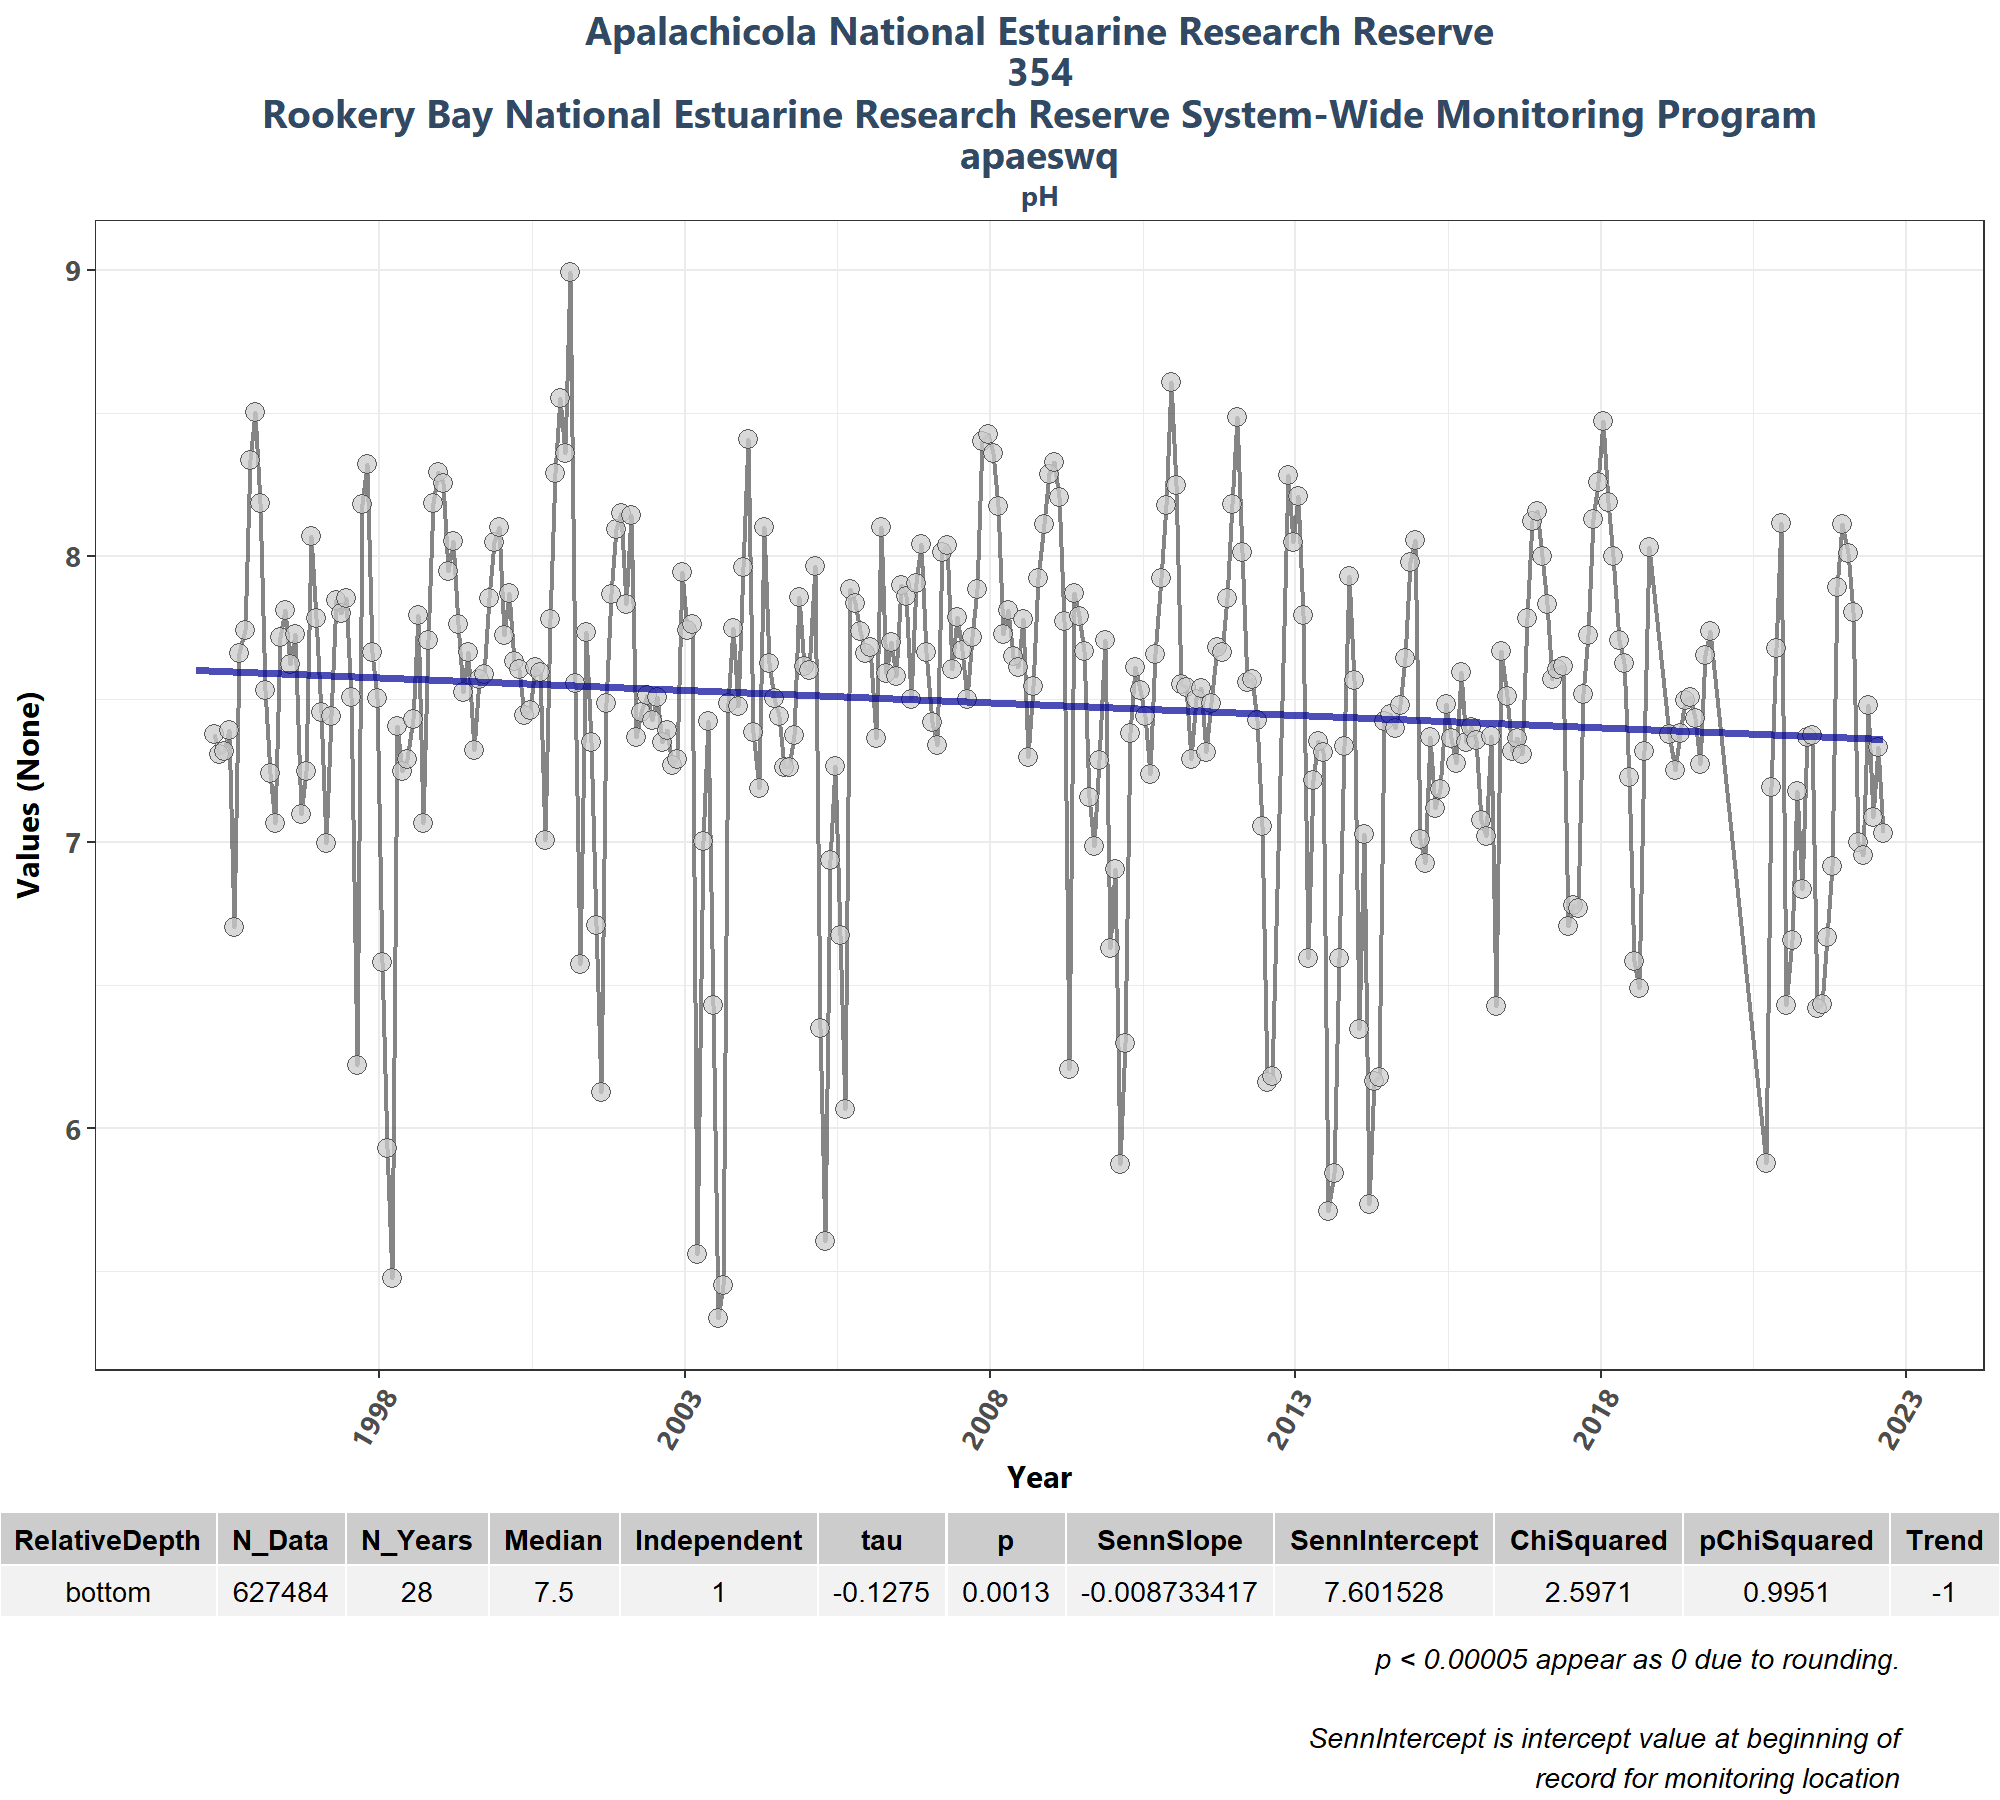 Apalachicola National Estuarine Research Reserve
354
Rookery Bay National Estuarine Research Reserve System-Wide Monitoring Program
apaeswq
pH
9
8
7
6
Values (None)
1998 2003 2008 2013 2018 2023
Year
RelativeDepth N_Data N_Years Median Independent tau p SennSlope SennIntercept ChiSquared pChiSquared Trend
bottom 627484 28 7.5 1 -0.1275 0.0013 -0.008733417 7.601528 2.5971 0.9951 -1
p < 0.00005 appear as 0 due to rounding.
SennIntercept is intercept value at beginning of
record for monitoring location